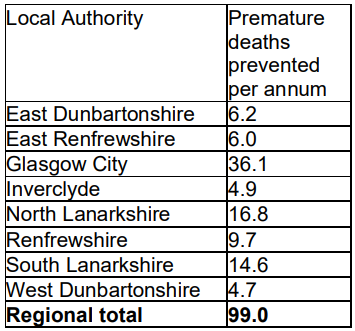 Local Authority Premature
deaths
prevented
per annum
East Dunbartonshire 6.2
East Renfrewshire 6.0
Glasgow City 36.1
Inverclyde 4.9
North Lanarkshire 16.8
Renfrewshire 9.7
South Lanarkshire 14.6
West Dunbartonshire 4.7
Regional total 99.0